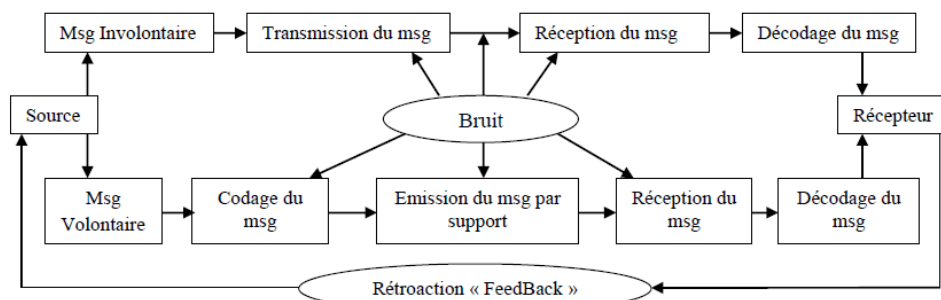 Msg Involontaire
Transmission du msg
Réception du msg
Décodage du msg
Source
Bruit
Récepteur
Msg
Volontaire
Codage du
msg
Emission du msg par
support
Réception du
msg
Décodage du
msg
Rétroaction « FeedBack »